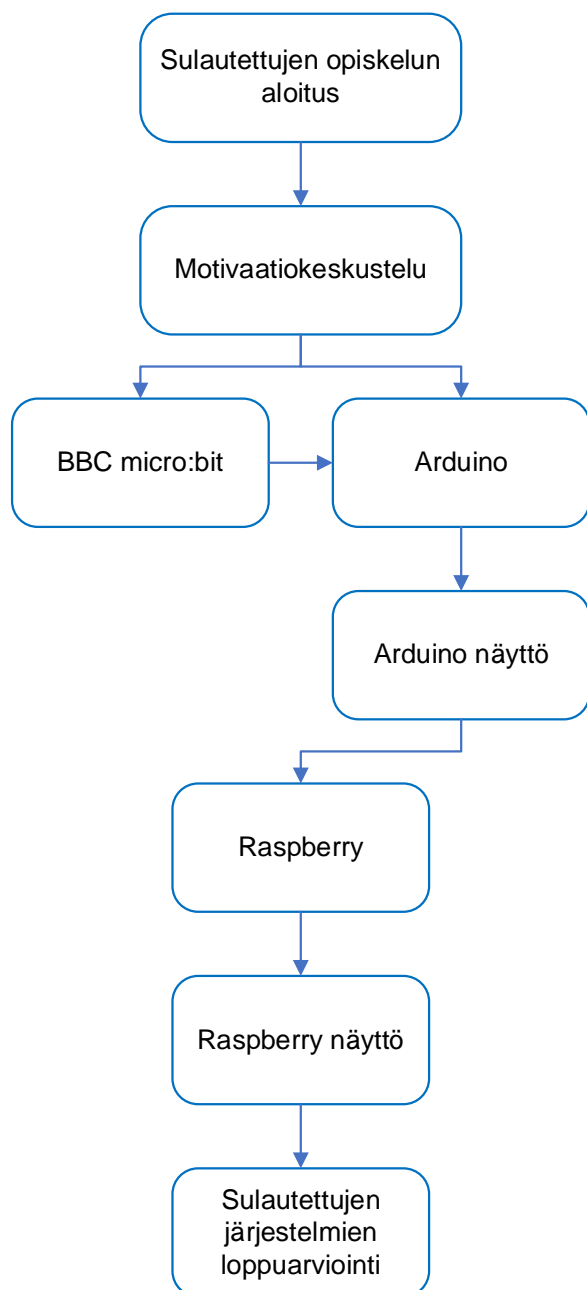 Sulautettujen opiskelun
aloitus
Motivaatiokeskustelu
BBC micro:bit
Arduino
Arduino näyttö
Raspberry
Raspberry näyttö
Sulautettujen
järjestelmien
loppuarviointi